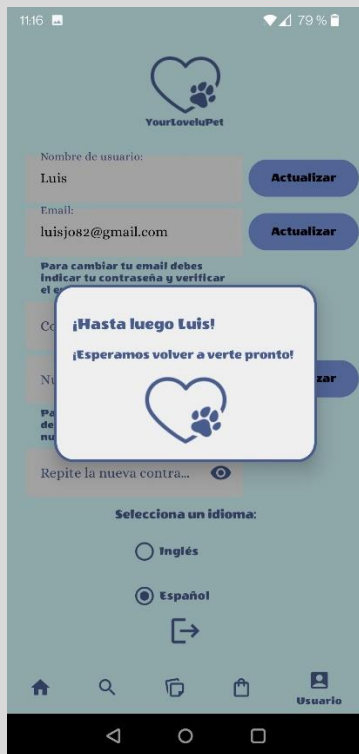 11:16
79 %
YourLoveluPet
Nombre de usuario:
Luis
Actualizar
Email:
luisjo82@gmail.com
Actualizar
Para cambiar tu email debes
indicar tu contraseña y verificar
el
¡Hasta luego Luis!
¡Esperamos volver a verte pronto!
Repite la nueva contra...
Selecciona un idioma:
Inglés
Español
Usuario